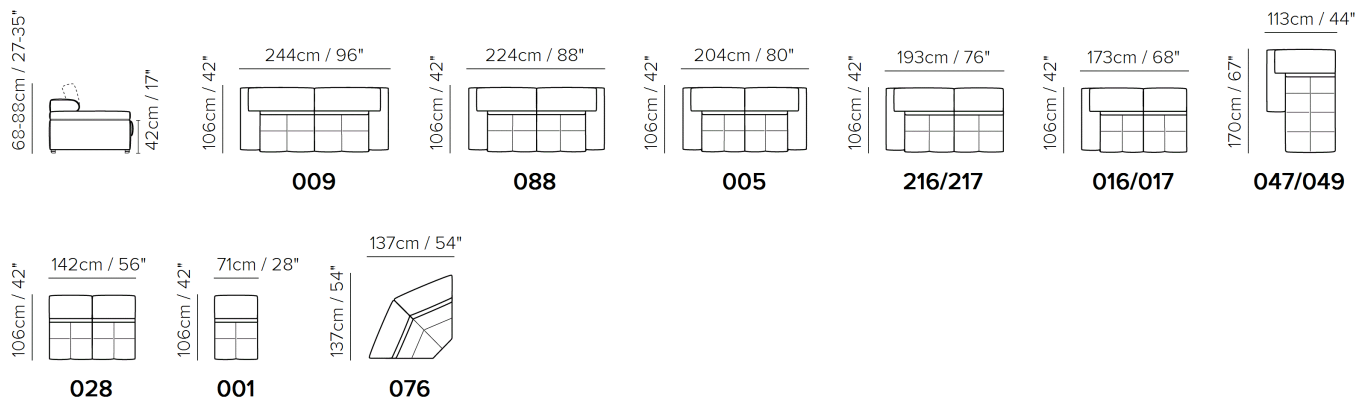 68-88cm / 27-35"
42cm / 17"
244cm / 96"
106cm / 42"
009
224cm / 88"
106cm / 42"
088
204cm / 80"
106cm / 42"
005
193cm / 76"
106cm / 42"
216/217
173cm / 68"
106cm / 42"
016/017
113cm / 44"
170cm / 67"
047/049
142cm / 56"
106cm / 42"
028
71cm / 28"
106cm / 42"
001
137cm / 54"
137cm / 54"
076